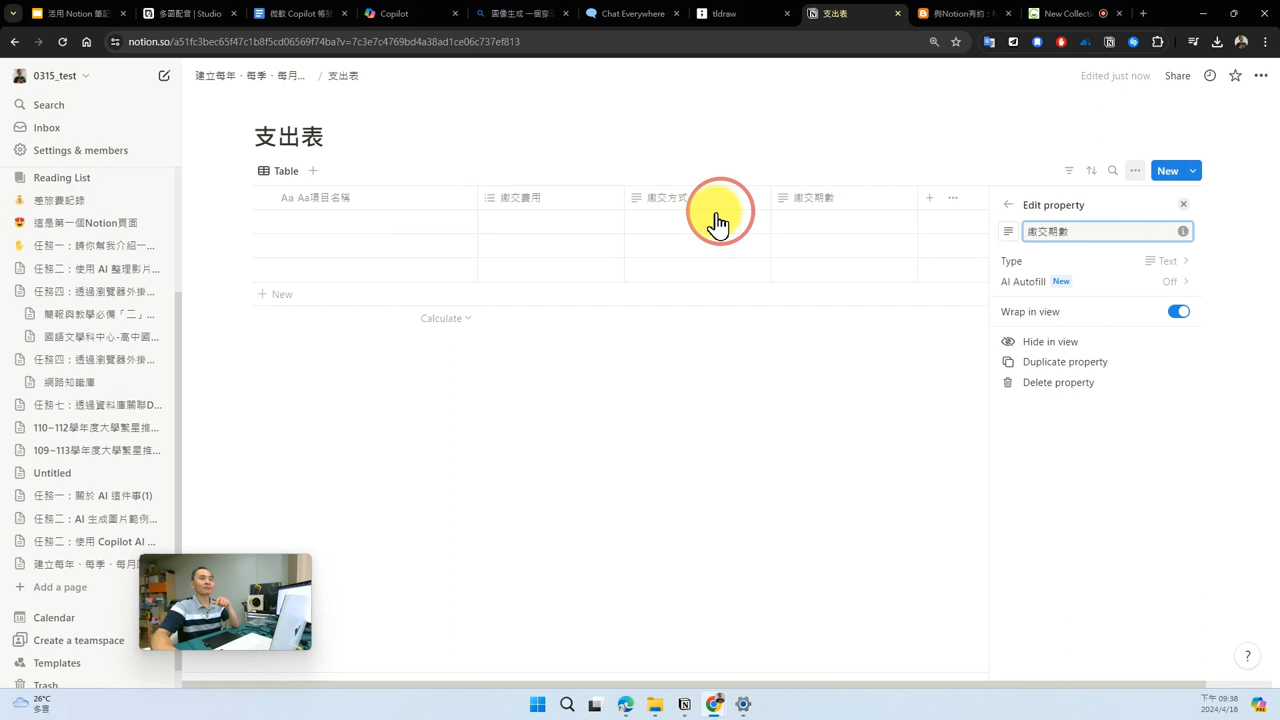 活用 Notion 筆記
多圖配音 | Studio
微軟 Copilot 帳號
Copilot
圖像生成 一個穿
Chat Everywhere
tldraw
筆記
支出表
與Notion有約：
New Collecti
notion.so/a51fc3bec65f47c1b8f5cd06569f74ba?v=7c3e7c4769bd4a38ad1ce06c737ef813
0315_test
建立每年、每季、每月... / 支出表
Edited just now
Share
Search
Inbox
Settings & members
Reading List
差旅費記錄
這是第一個Notion頁面
任務一：請你幫我介紹一...
任務二：使用 AI 整理影片...
任務四：透過瀏覽器外掛...
簡報與教學必備「二」...
國語文學科中心-高中國...
任務四：透過瀏覽器外掛...
網路知識庫
任務七：透過資料庫關聯D...
110~112學年度大學繁星推...
109~113學年度大學繁星推...
Untitled
任務一：關於 AI 這件事(1)
任務二：AI 生成圖片範例...
任務二：使用 Copilot AI ...
建立每年、每季、每月
Add a page
Calendar
Create a teamspace
Templates
Trash
支出表
Table
New
Aa Aa項目名稱
繳交費用
繳交方式
繳交期數
New
Calculate
Edit property
繳交期數
Type
Text
AI Autofill New
Off
Wrap in view
Hide in view
Duplicate property
Delete property
?
26°C
多雲
下午 09:38
2024/4/18